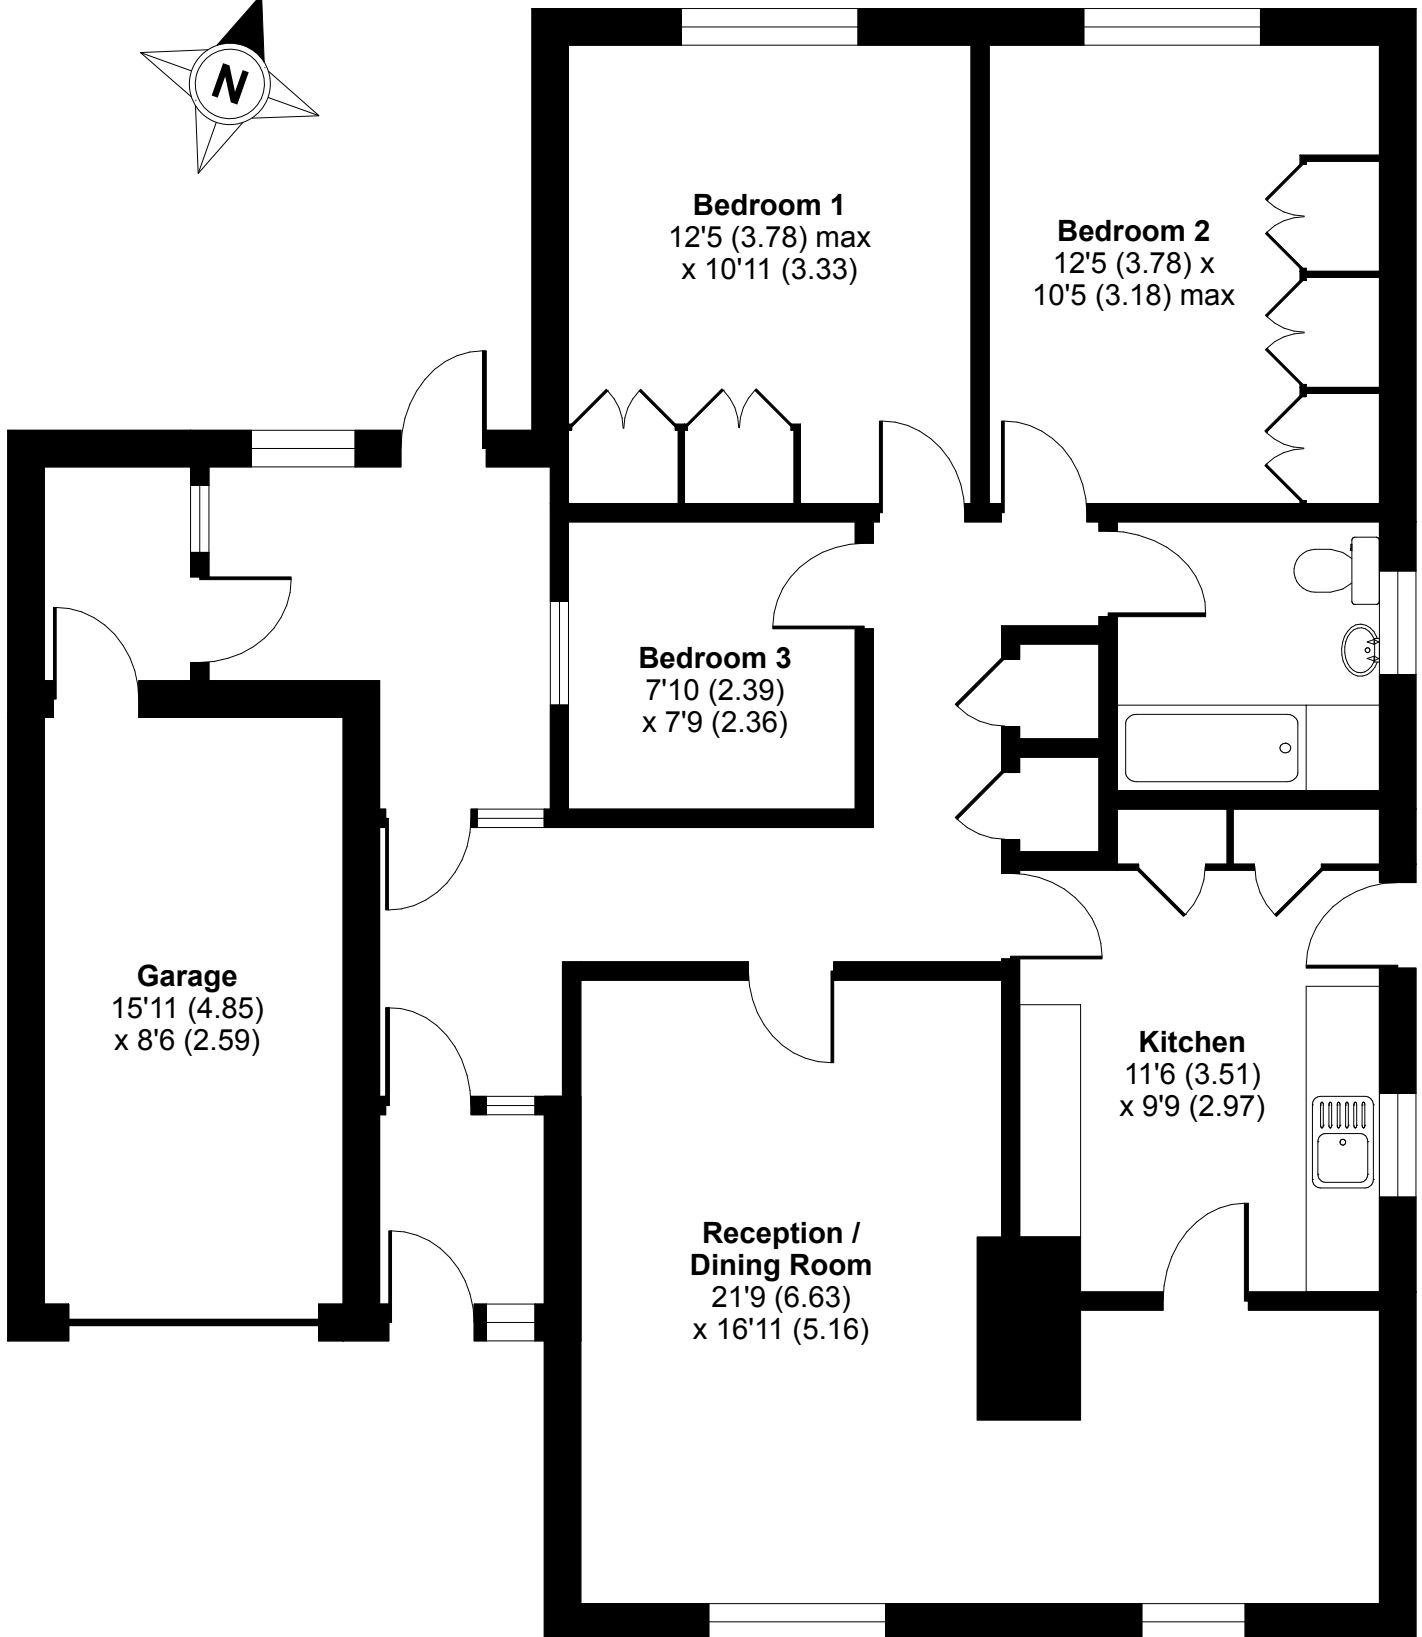 N
Bedroom 1
12'5 (3.78) max
x 10'11 (3.33)
Bedroom 2
12'5 (3.78) x
10'5 (3.18) max
Bedroom 3
7'10 (2.39)
x 7'9 (2.36)
Garage
15'11 (4.85)
x 8'6 (2.59)
Kitchen
11'6 (3.51)
x 9'9 (2.97)
Reception /
Dining Room
21'9 (6.63)
x 16'11 (5.16)